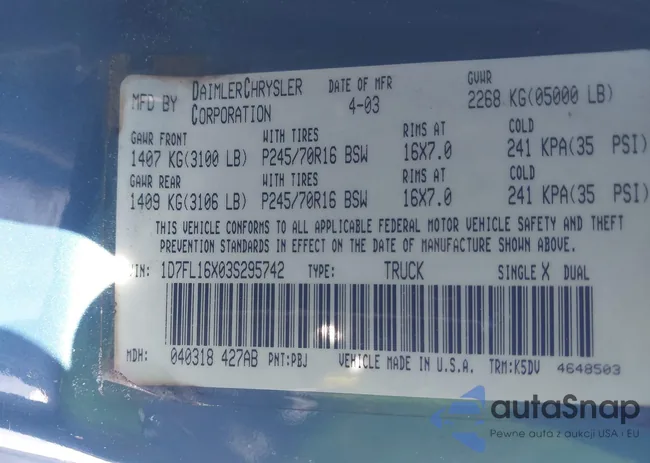 MFD BY DAIMLERCHRYSLER CORPORATION DATE OF MFR 4-03 GVWR 2268 KG(05000 LB)
GAWR FRONT WITH TIRES RIMS AT COLD
1407 KG(3100 LB) P245/70R16 BSW 16X7.0 241 KPA(35 PSI)
GAWR REAR WITH TIRES RIMS AT COLD
1409 KG(3106 LB) P245/70R16 BSW 16X7.0 241 KPA(35 PSI)
THIS VEHICLE CONFORMS TO ALL APPLICABLE FEDERAL MOTOR VEHICLE SAFETY AND THEFT
PREVENTION STANDARDS IN EFFECT ON THE DATE OF MANUFACTURE SHOWN ABOVE.
IN: 1D7FL16X03S295742 TYPE: TRUCK SINGLE X DUAL
MDH: 040318 427AB PNT:PBJ VEHICLE MADE IN U.S.A. TRM:K5DV 4648503
autaSnap
Pewne auta z aukcji USA i EU